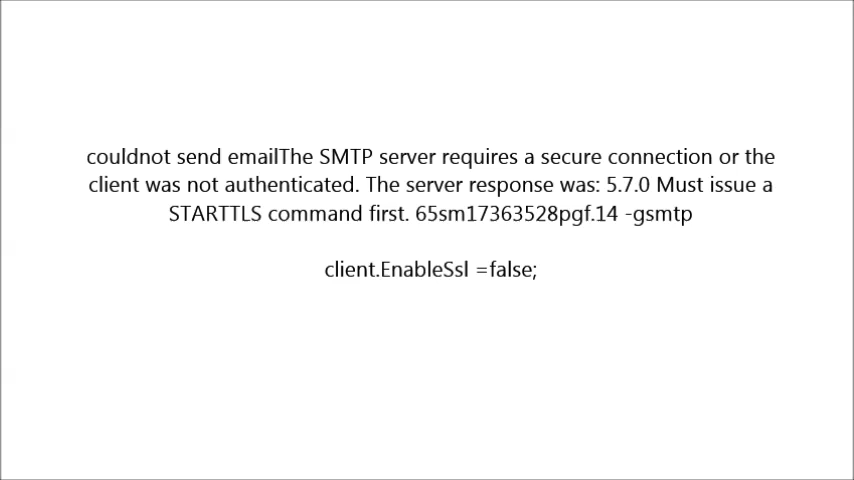 couldnot send emailThe SMTP server requires a secure connection or the
client was not authenticated. The server response was: 5.7.0 Must issue a
STARTTLS command first. 65sm17363528pgf.14 -gsmtp
client.EnableSsl =false;